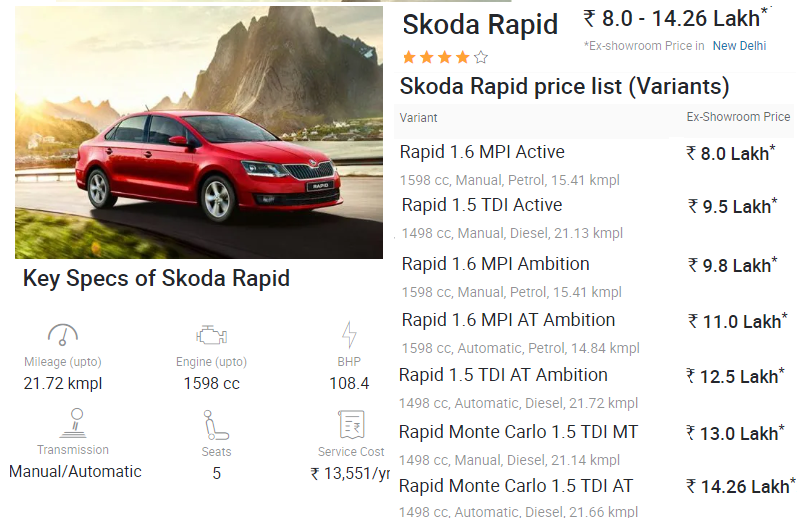 Skoda Rapid
₹ 8.0 - 14.26 Lakh*
*Ex-showroom Price in New Delhi
Skoda Rapid price list (Variants)
Variant Ex-Showroom Price
Rapid 1.6 MPI Active ₹ 8.0 Lakh*
1598 cc, Manual, Petrol, 15.41 kmpl
Rapid 1.5 TDI Active ₹ 9.5 Lakh*
1498 cc, Manual, Diesel, 21.13 kmpl
Rapid 1.6 MPI Ambition ₹ 9.8 Lakh*
1598 cc, Manual, Petrol, 15.41 kmpl
Rapid 1.6 MPI AT Ambition ₹ 11.0 Lakh*
1598 cc, Automatic, Petrol, 14.84 kmpl
Rapid 1.5 TDI AT Ambition ₹ 12.5 Lakh*
1498 cc, Automatic, Diesel, 21.72 kmpl
Rapid Monte Carlo 1.5 TDI MT ₹ 13.0 Lakh*
1498 cc, Manual, Diesel, 21.14 kmpl
Rapid Monte Carlo 1.5 TDI AT ₹ 14.26 Lakh*
1498 cc, Automatic, Diesel, 21.66 kmpl
RAPID
Key Specs of Skoda Rapid
Mileage (upto) Engine (upto) BHP
21.72 kmpl 1598 cc 108.4
Transmission Seats Service Cost
Manual/Automatic 5 ₹ 13,551/yr